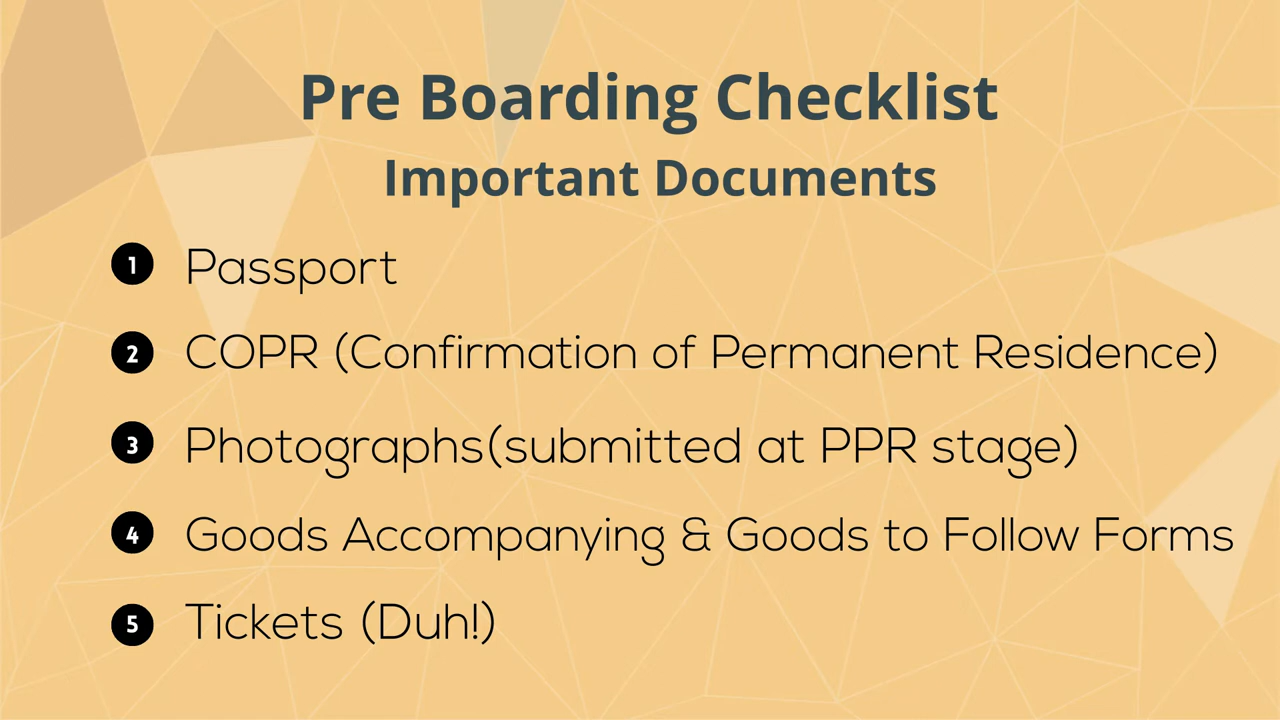 Pre Boarding Checklist
Important Documents
1 Passport
2 COPR (Confirmation of Permanent Residence)
3 Photographs(submitted at PPR stage)
4 Goods Accompanying & Goods to Follow Forms
5 Tickets (Duh!)